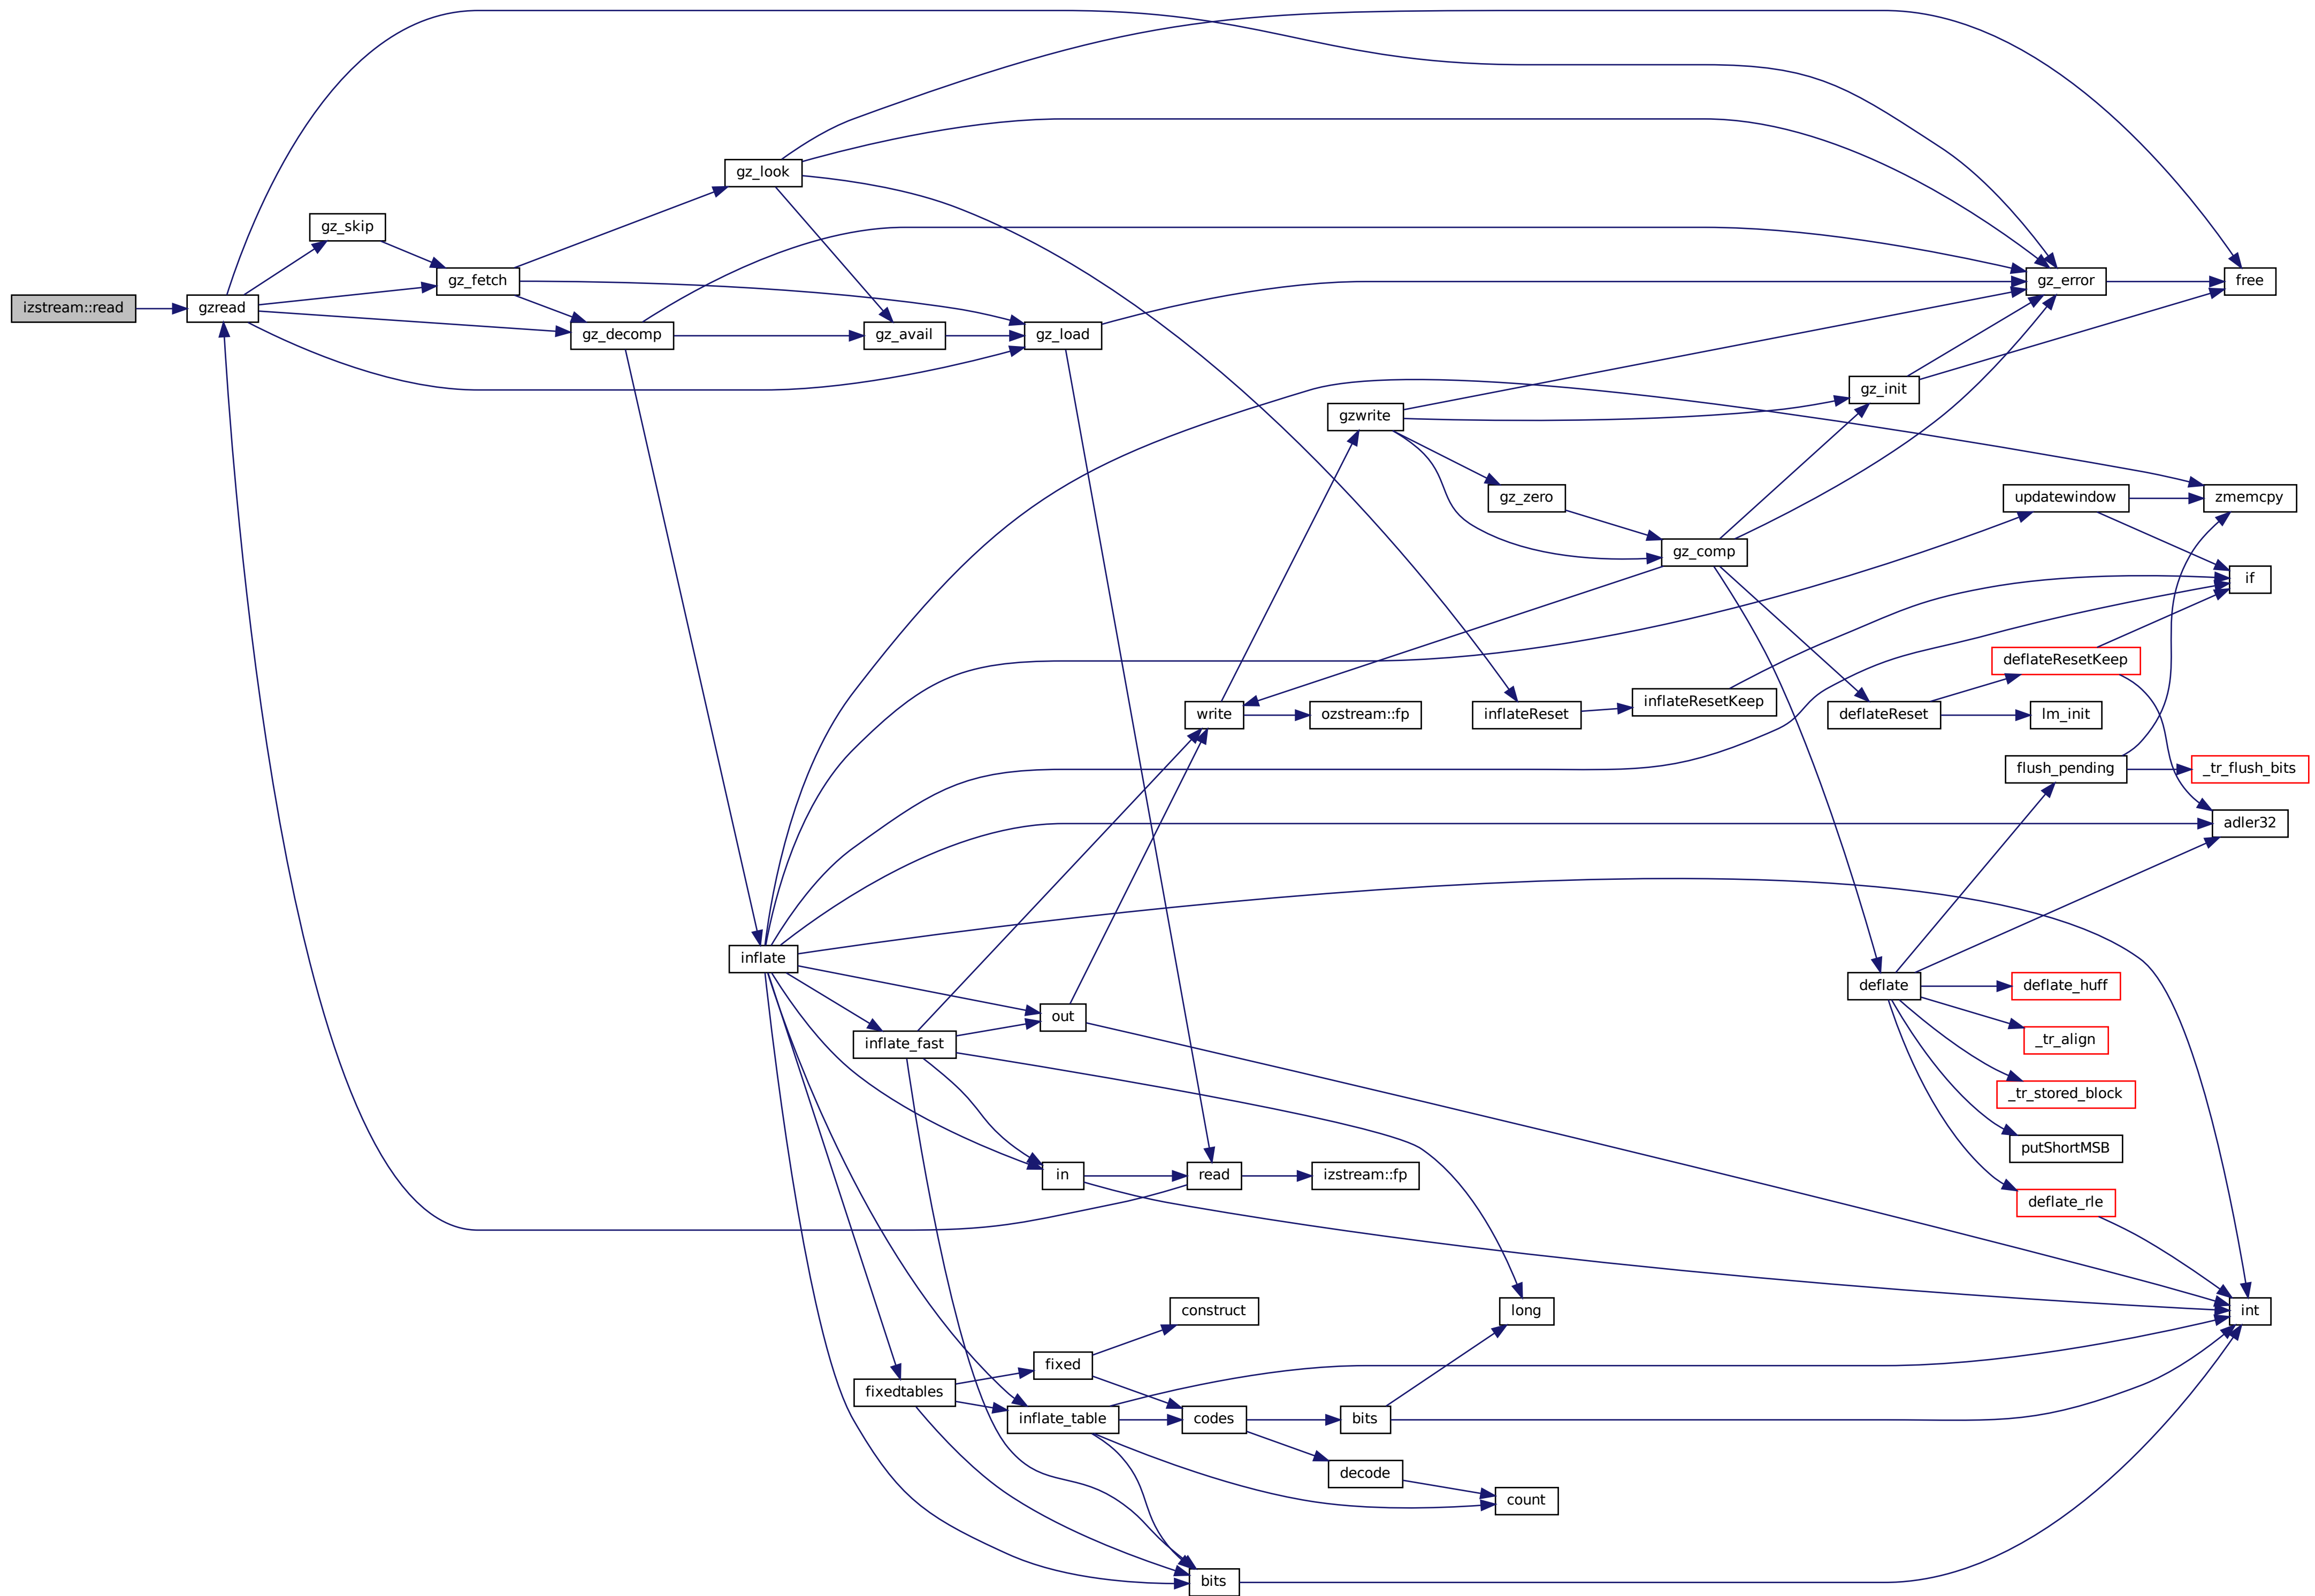 izstream::read
gzread
gz_skip
gz_fetch
gz_decomp
gz_look
gz_avail
gz_load
gz_error
free
gzwrite
gz_init
gz_zero
gz_comp
updatewindow
zmemcpy
if
write
ozstream::fp
inflateReset
inflateResetKeep
deflateReset
deflateResetKeep
lm_init
flush_pending
_tr_flush_bits
adler32
inflate
inflate_fast
out
deflate
deflate_huff
_tr_align
_tr_stored_block
putShortMSB
deflate_rle
in
read
izstream::fp
construct
long
int
fixedtables
fixed
inflate_table
codes
bits
decode
count
bits